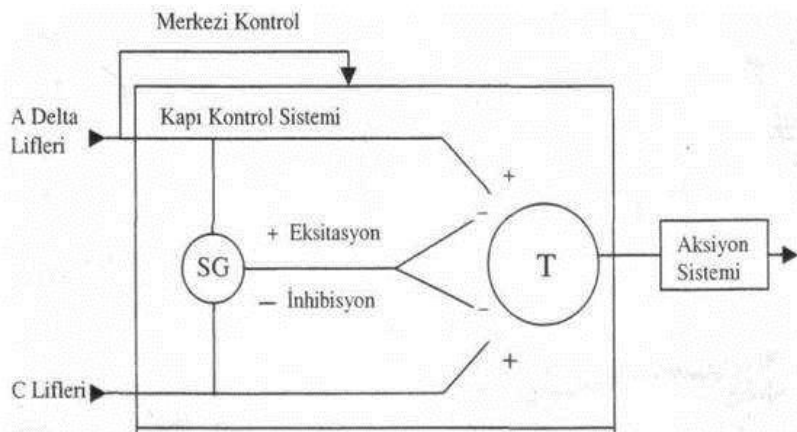 Merkezi Kontrol
A Delta
Lifleri
Kapı Kontrol Sistemi
+
-
+ Eksitasyon
SG
T
Aksiyon
Sistemi
- İnhibisyon
-
+
C Lifleri